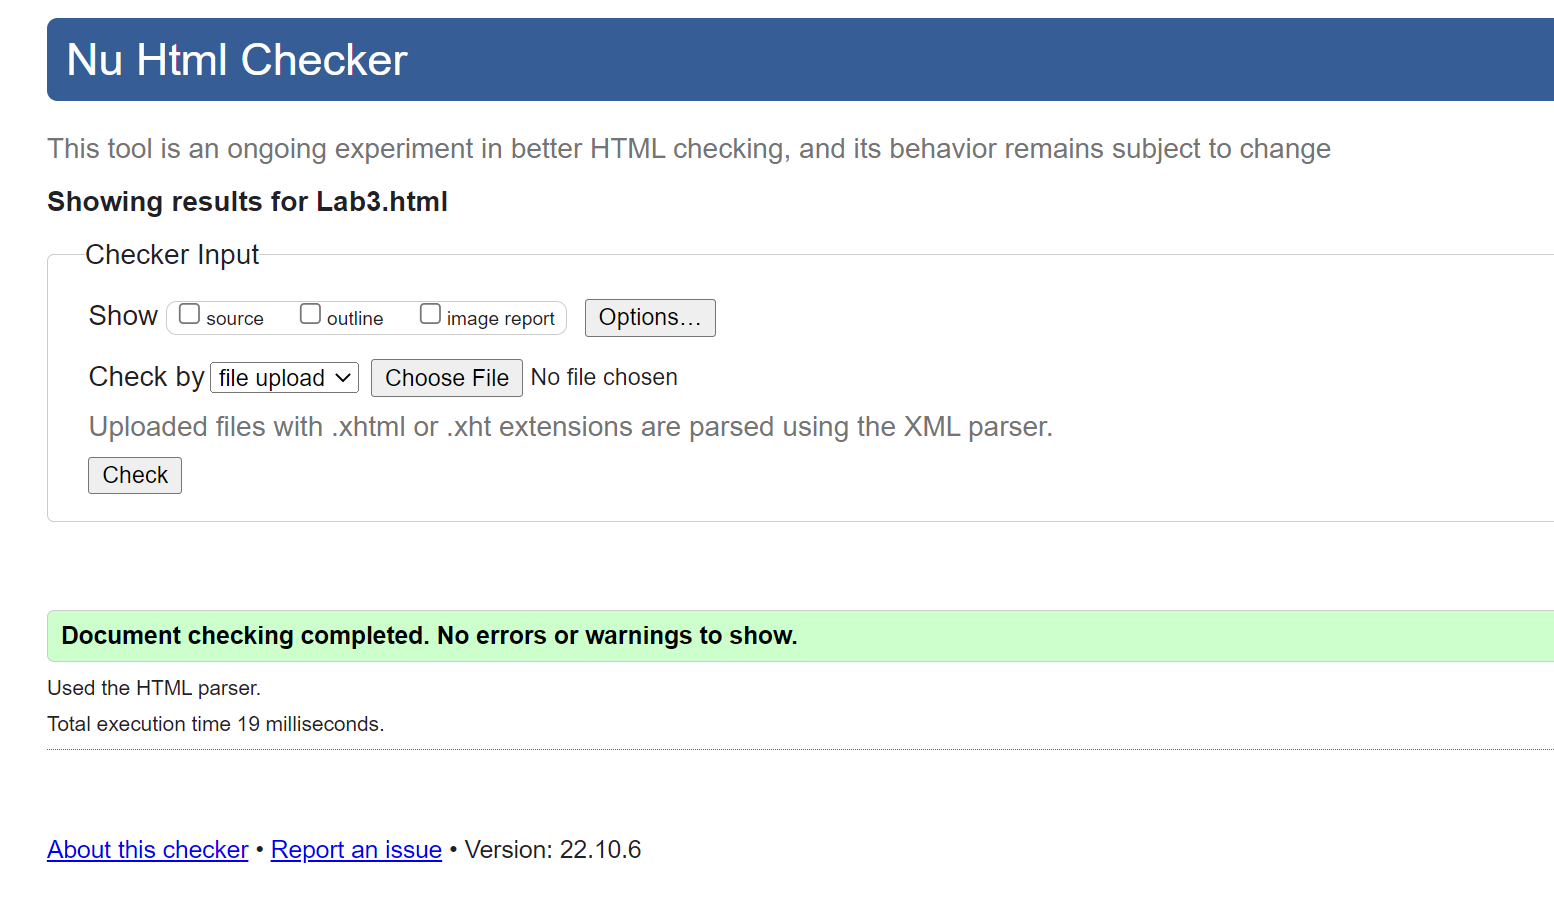 Nu Html Checker
This tool is an ongoing experiment in better HTML checking, and its behavior remains subject to change
Showing results for Lab3.html
Checker Input
Show source outline image report Options...
Check by file upload Choose File No file chosen
Uploaded files with .xhtml or .xht extensions are parsed using the XML parser.
Check
Document checking completed. No errors or warnings to show.
Used the HTML parser.
Total execution time 19 milliseconds.
About this checker • Report an issue • Version: 22.10.6